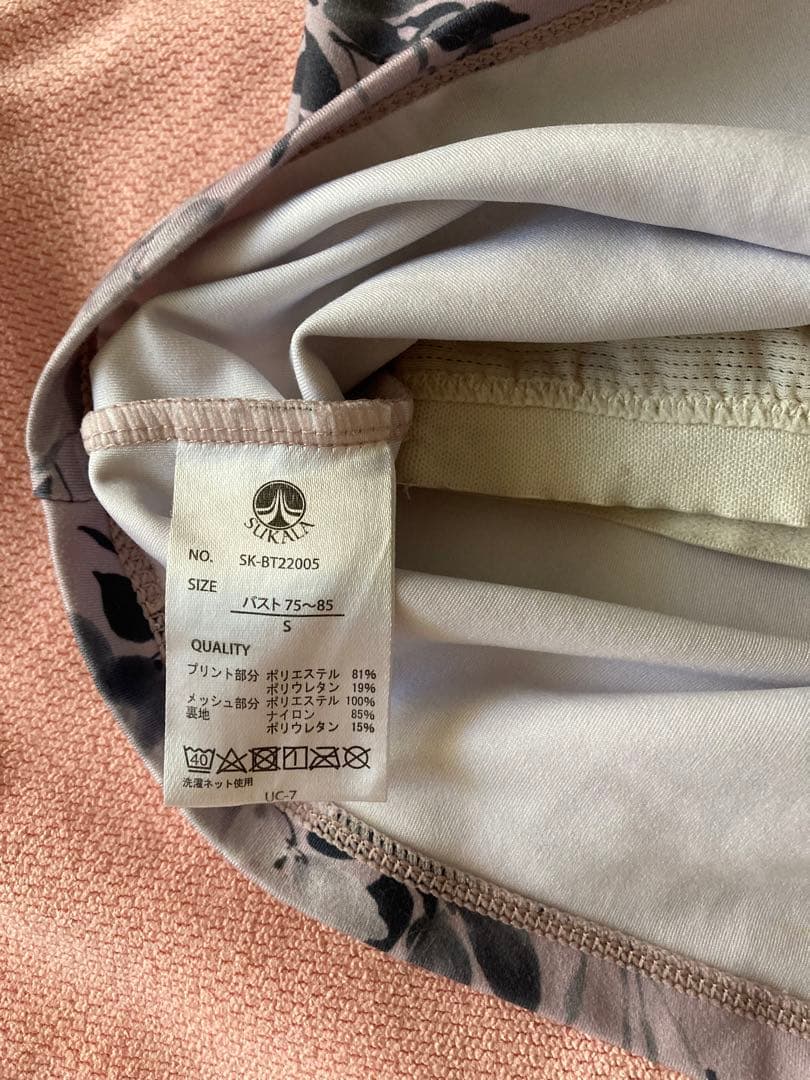 SUKALA
NO. SK-BT22005
SIZE
バスト 75〜85
S
QUALITY
プリント部分 ポリエステル 81%
ポリウレタン 19%
メッシュ部分 ポリエステル 100%
裏地 ナイロン 85%
ポリウレタン 15%
40
洗濯ネット使用
UC-7